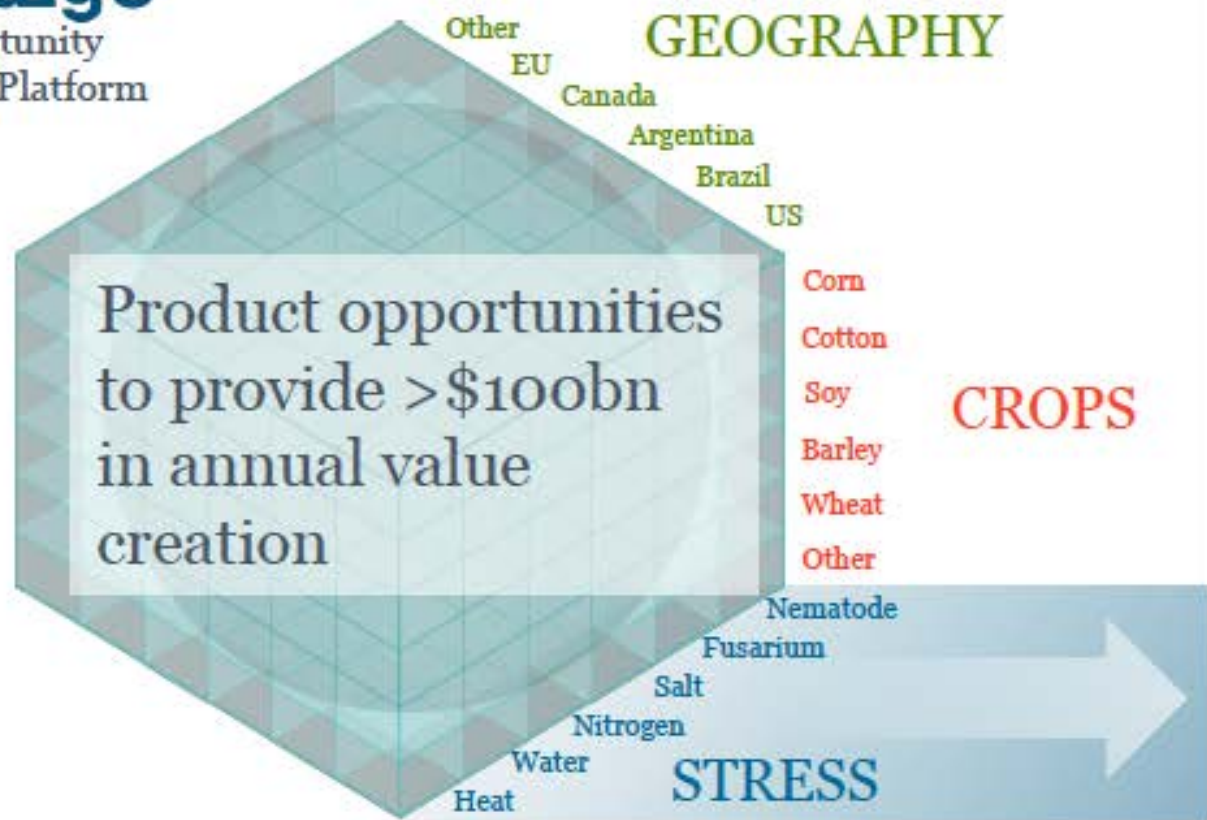 tunity
Platform
Other
GEOGRAPHY
EU
Canada
Argentina
Brazil
US
Product opportunities
to provide >$100bn
in annual value
creation
Corn
Cotton
Soy
CROPS
Barley
Wheat
Other
Nematode
Fusarium
Salt
Nitrogen
Water
STRESS
Heat